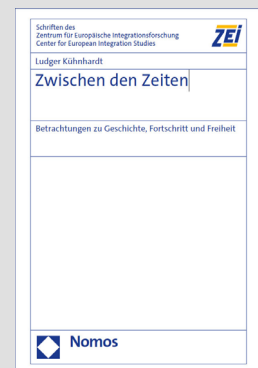 Schriften des
Zentrum für Europäische Integrationsforschung
Center for European Integration Studies
ZEI
Ludger Kühnhardt
Zwischen den Zeiten
Betrachtungen zu Geschichte, Fortschritt und Freiheit
Nomos